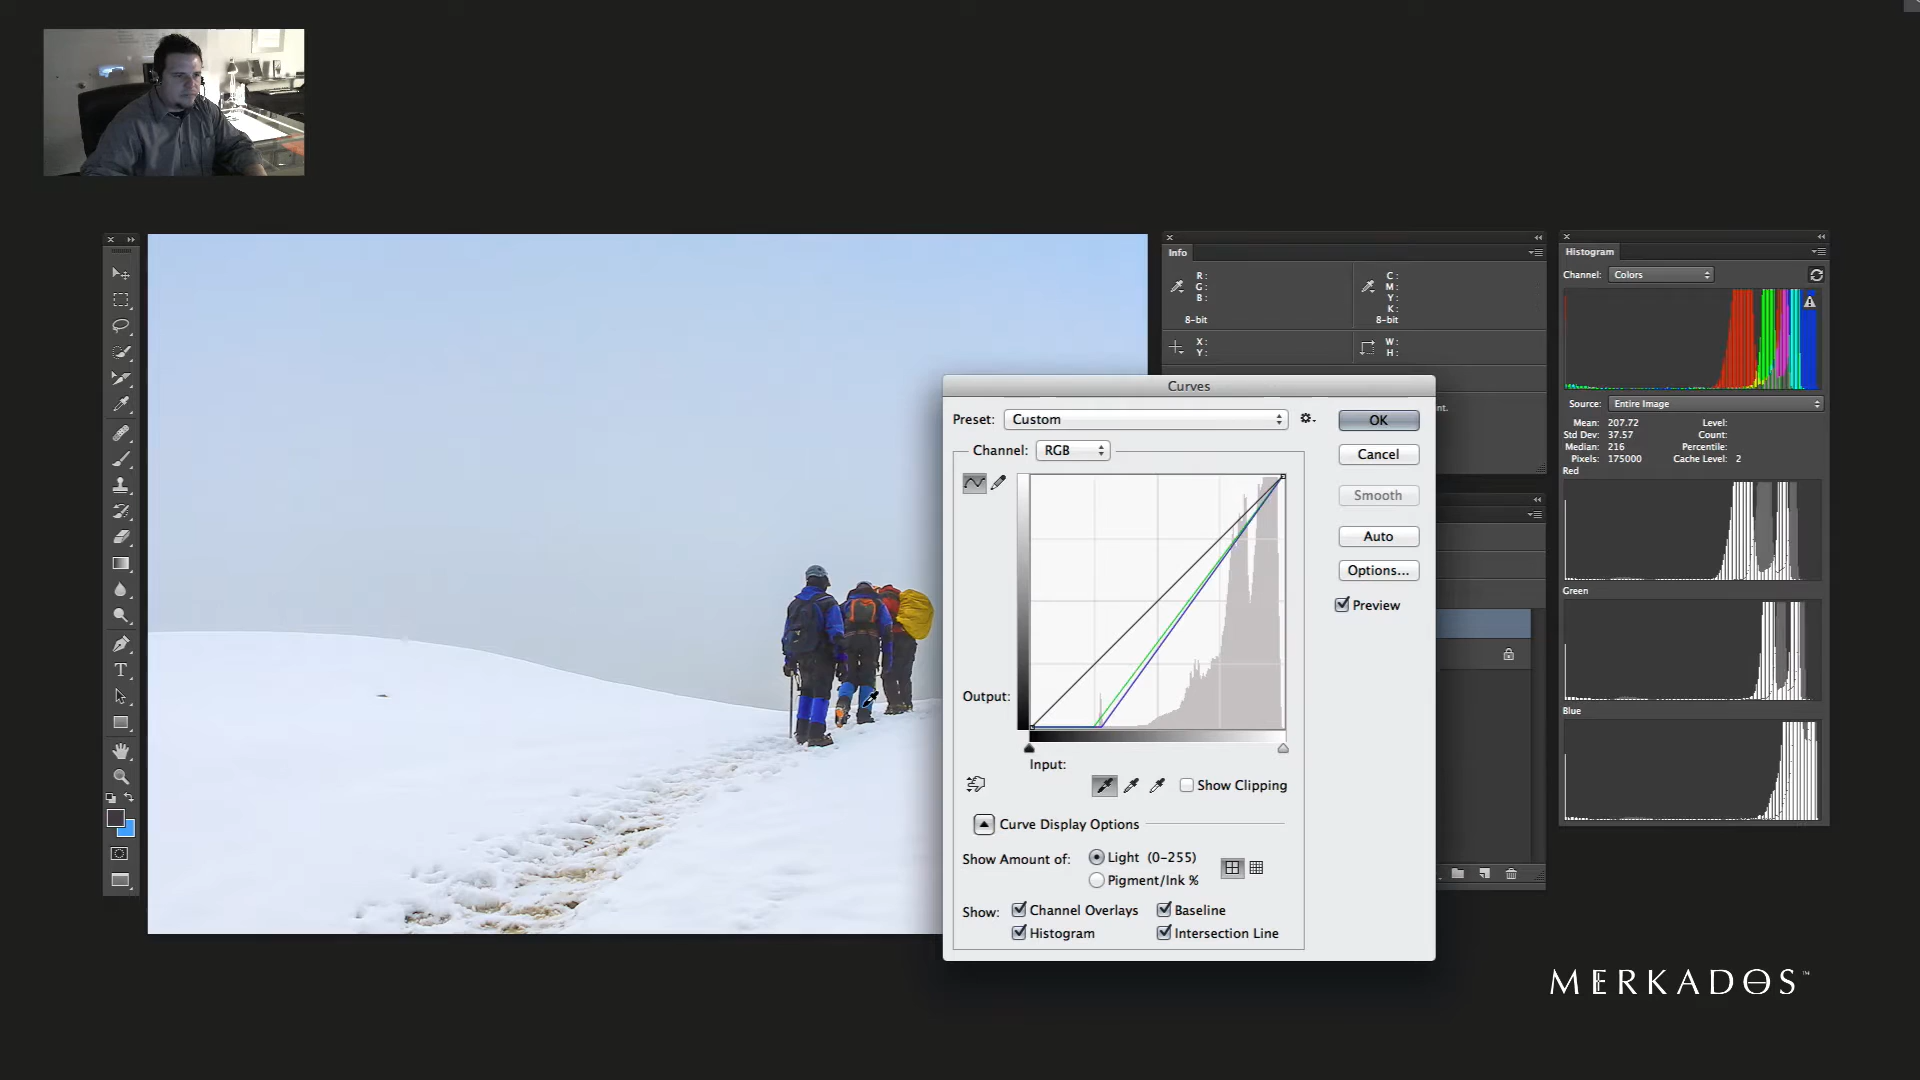 Info
R:
G:
B:
8-bit
C:
M:
Y:
K:
8-bit
X:
Y:
W:
H:
nt.
Curves
Preset: Custom
OK
Channel: RGB
Cancel
Smooth
Auto
Options...
Preview
Output:
Input:
Show Clipping
Curve Display Options
Show Amount of: Light (0-255)
Pigment/Ink %
Show: Channel Overlays Baseline
Histogram Intersection Line
Histogram
Channel: Colors
Source: Entire Image
Mean: 207.72 Level:
Std Dev: 37.57 Count:
Median: 216 Percentile:
Pixels: 175000 Cache Level: 2
Red
Green
Blue
T
MERKADOS™